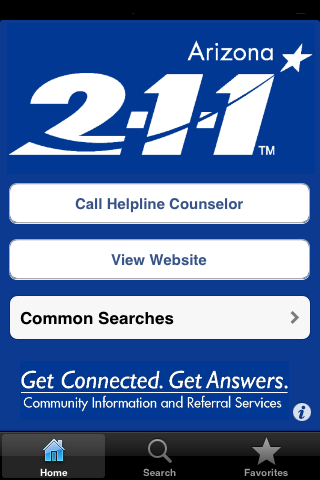 Arizona
2-1-1 TM
Call Helpline Counselor
View Website
Common Searches
Get Connected. Get Answers.
Community Information and Referral Services
i
Home Search Favorites